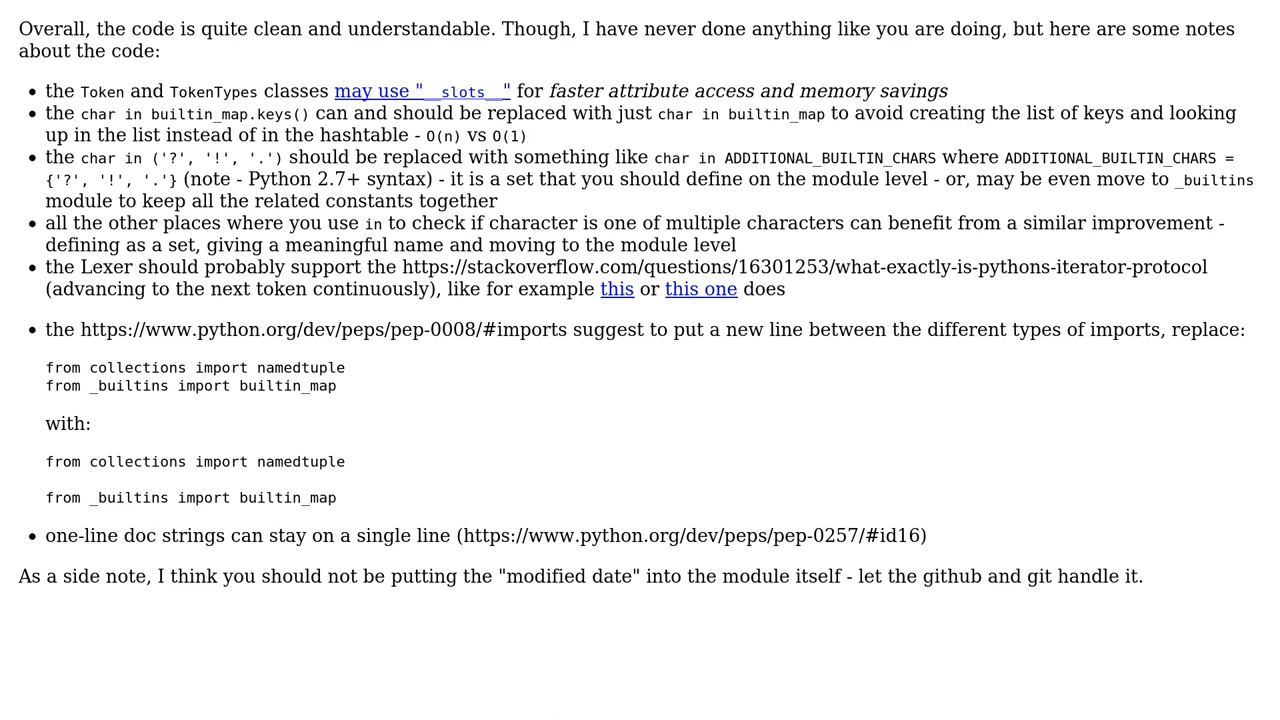 Overall, the code is quite clean and understandable. Though, I have never done anything like you are doing, but here are some notes
about the code:
• the Token and TokenTypes classes may use "__slots__" for faster attribute access and memory savings
• the char in builtin_map.keys() can and should be replaced with just char in builtin_map to avoid creating the list of keys and looking
up in the list instead of in the hashtable - O(n) vs O(1)
• the char in ('?', '!', '.') should be replaced with something like char in ADDITIONAL_BUILTIN_CHARS where ADDITIONAL_BUILTIN_CHARS =
{'?', '!', '.'} (note - Python 2.7+ syntax) - it is a set that you should define on the module level - or, may be even move to _builtins
module to keep all the related constants together
• all the other places where you use in to check if character is one of multiple characters can benefit from a similar improvement -
defining as a set, giving a meaningful name and moving to the module level
• the Lexer should probably support the https://stackoverflow.com/questions/16301253/what-exactly-is-pythons-iterator-protocol
(advancing to the next token continuously), like for example this or this one does
• the https://www.python.org/dev/peps/pep-0008/#imports suggest to put a new line between the different types of imports, replace:
from collections import namedtuple
from _builtins import builtin_map
with:
from collections import namedtuple
from _builtins import builtin_map
• one-line doc strings can stay on a single line (https://www.python.org/dev/peps/pep-0257/#id16)
As a side note, I think you should not be putting the "modified date" into the module itself - let the github and git handle it.